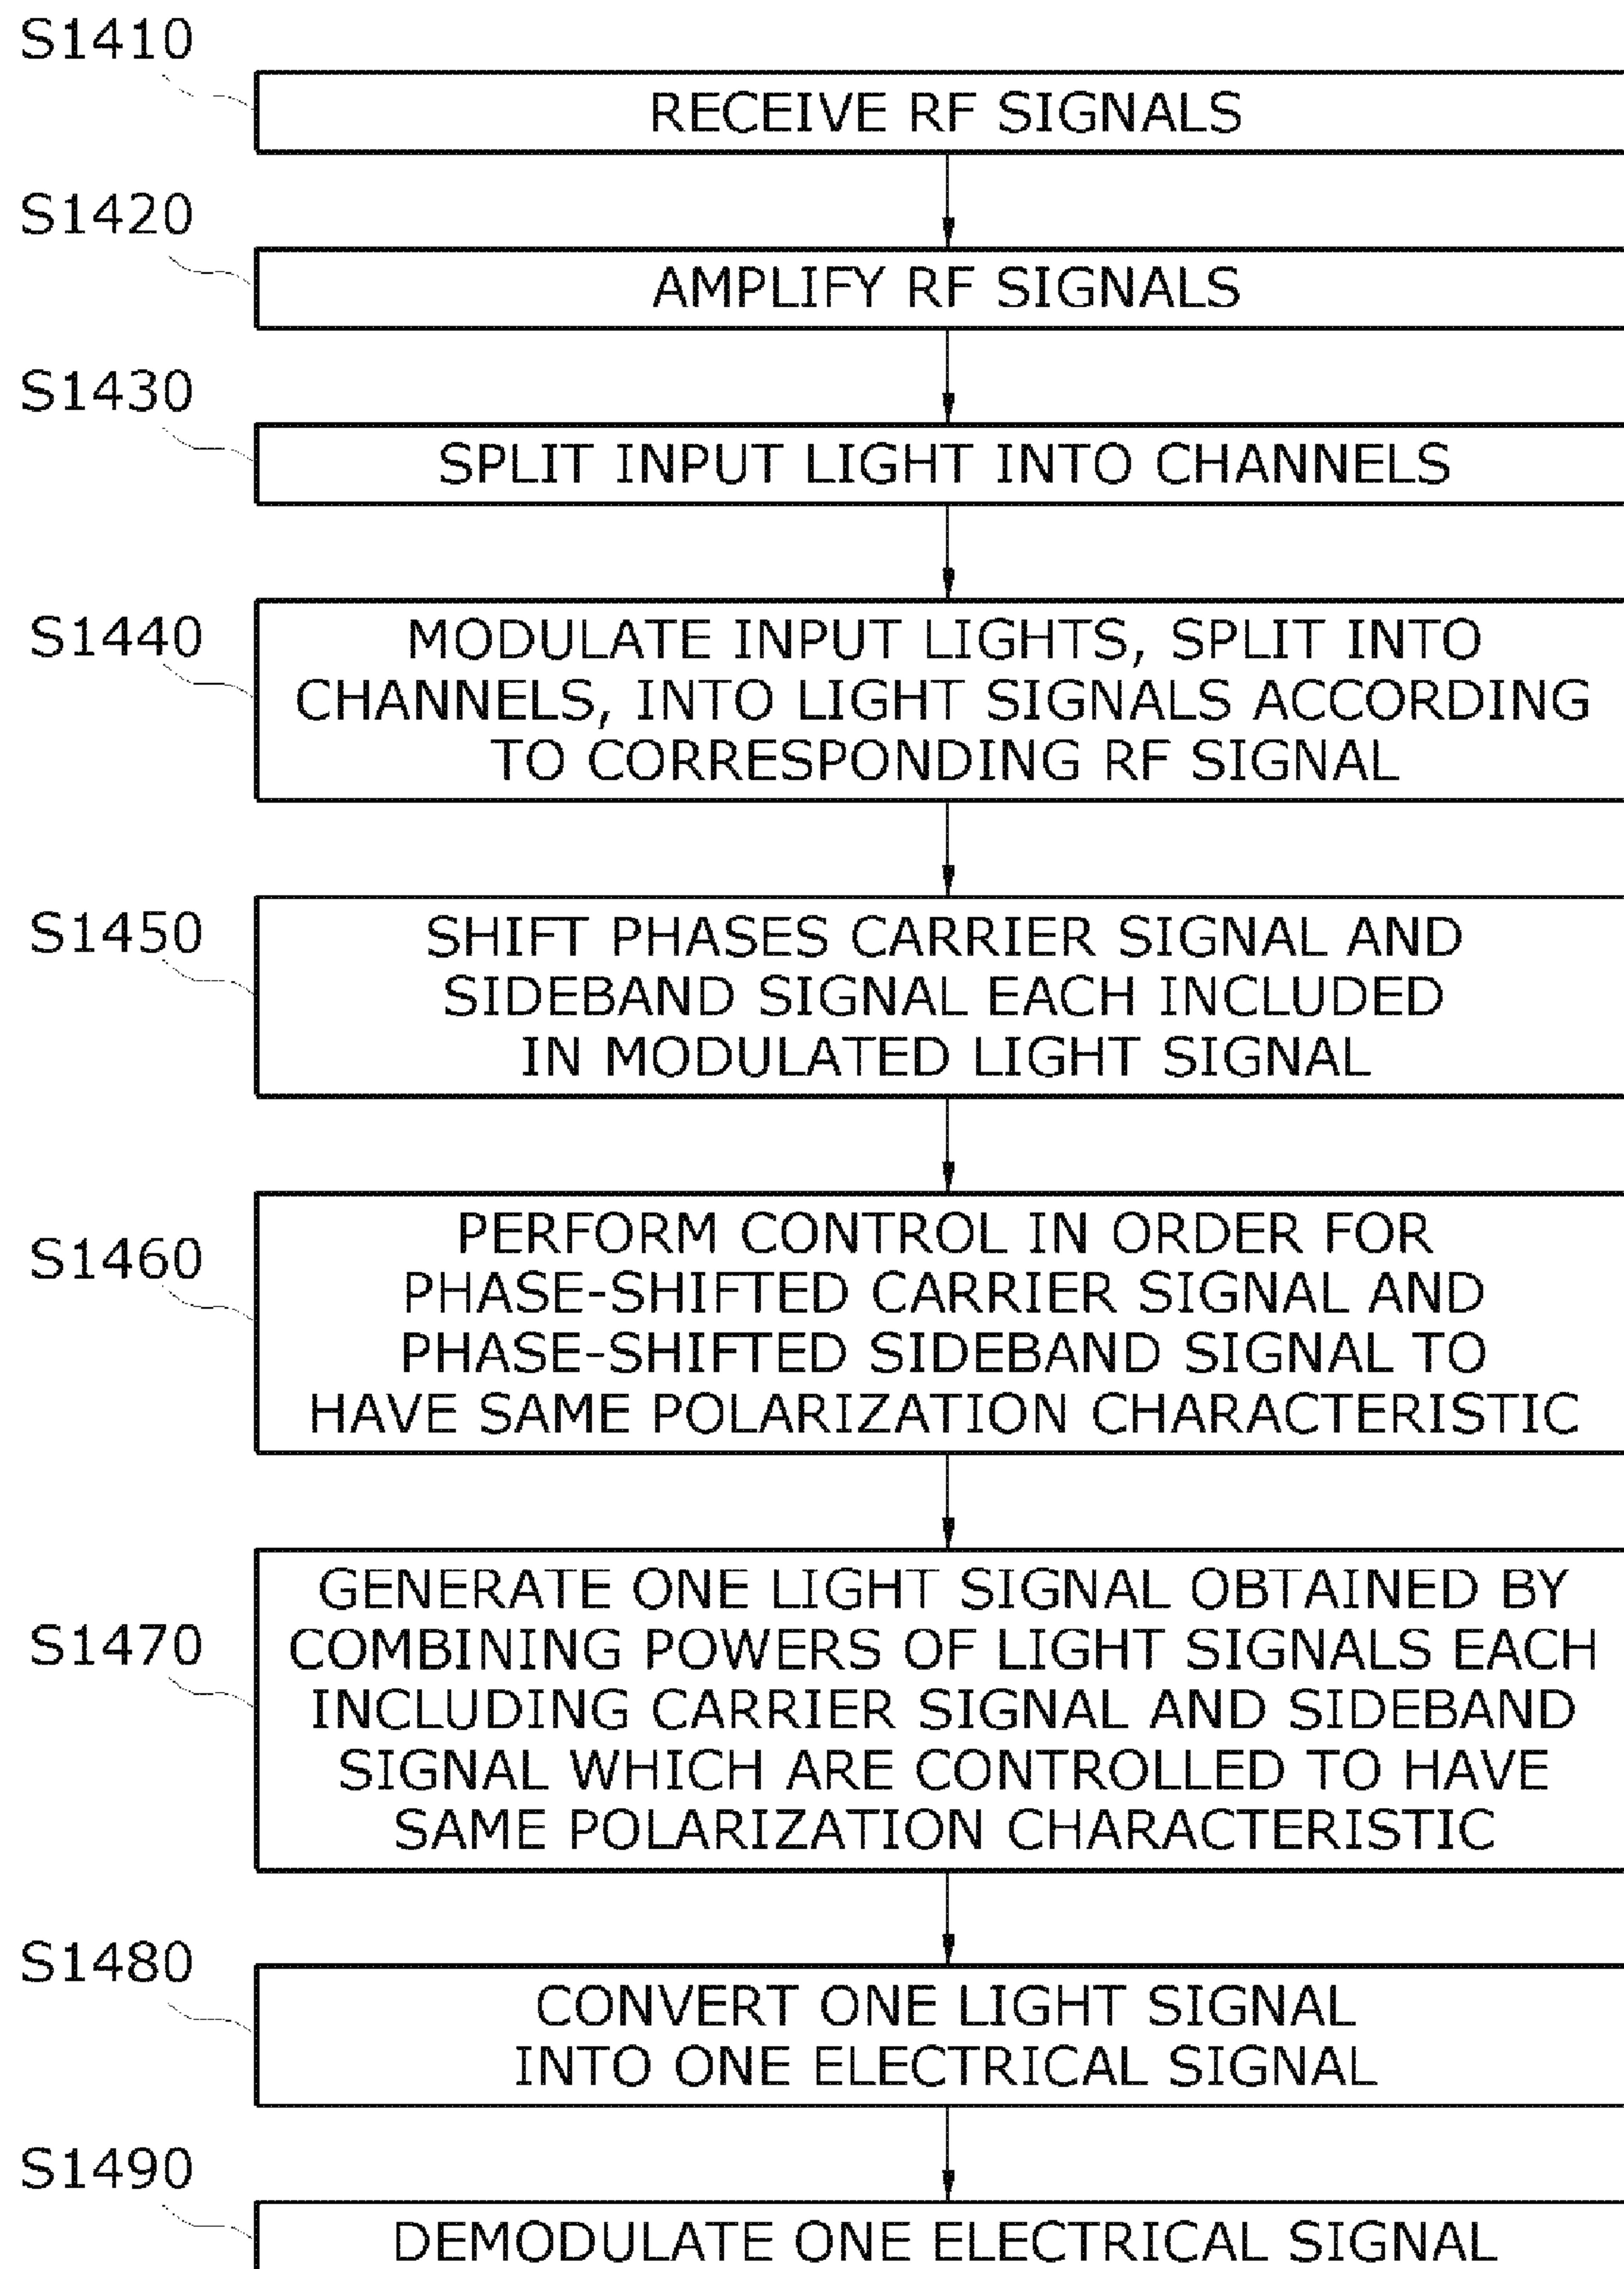 S1410
RECEIVE RF SIGNALS
S1420
AMPLIFY RF SIGNALS
S1430
SPLIT INPUT LIGHT INTO CHANNELS
S1440
MODULATE INPUT LIGHTS, SPLIT INTO
CHANNELS, INTO LIGHT SIGNALS ACCORDING
TO CORRESPONDING RF SIGNAL
S1450
SHIFT PHASES CARRIER SIGNAL AND
SIDEBAND SIGNAL EACH INCLUDED
IN MODULATED LIGHT SIGNAL
S1460
PERFORM CONTROL IN ORDER FOR
PHASE-SHIFTED CARRIER SIGNAL AND
PHASE-SHIFTED SIDEBAND SIGNAL TO
HAVE SAME POLARIZATION CHARACTERISTIC
S1470
GENERATE ONE LIGHT SIGNAL OBTAINED BY
COMBINING POWERS OF LIGHT SIGNALS EACH
INCLUDING CARRIER SIGNAL AND SIDEBAND
SIGNAL WHICH ARE CONTROLLED TO HAVE
SAME POLARIZATION CHARACTERISTIC
S1480
CONVERT ONE LIGHT SIGNAL
INTO ONE ELECTRICAL SIGNAL
S1490
DEMODULATE ONE ELECTRICAL SIGNAL